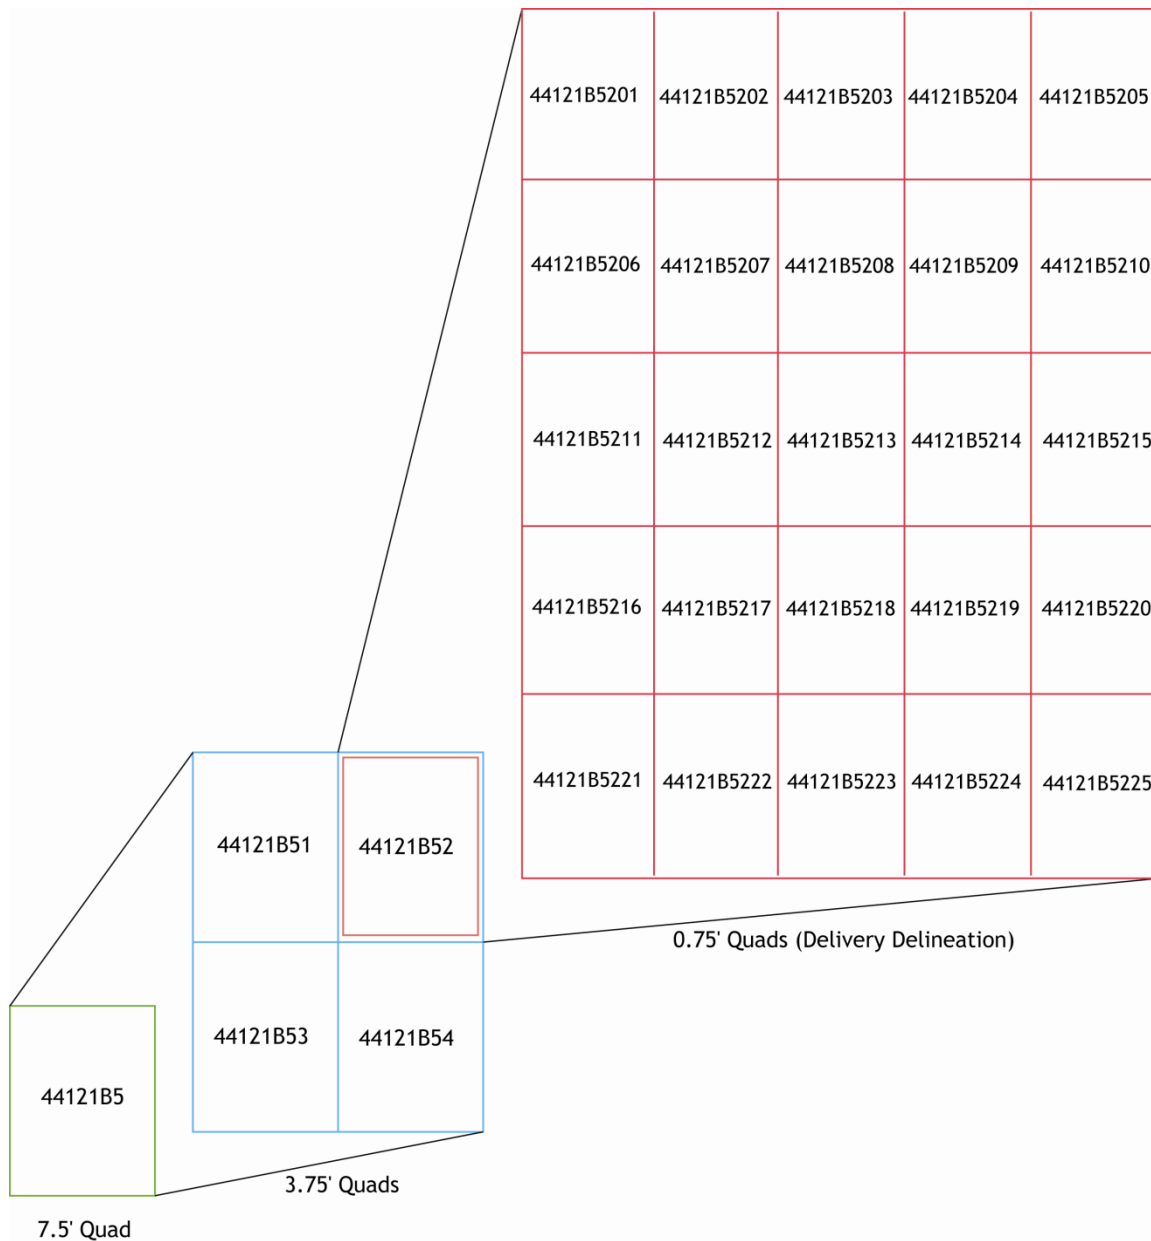 44121B5201 44121B5202 44121B5203 44121B5204 44121B5205
44121B5206 44121B5207 44121B5208 44121B5209 44121B5210
44121B5211 44121B5212 44121B5213 44121B5214 44121B5215
44121B5216 44121B5217 44121B5218 44121B5219 44121B5220
44121B5221 44121B5222 44121B5223 44121B5224 44121B5225
0.75' Quads (Delivery Delineation)
44121B51 44121B52
44121B53 44121B54
3.75' Quads
44121B5
7.5' Quad